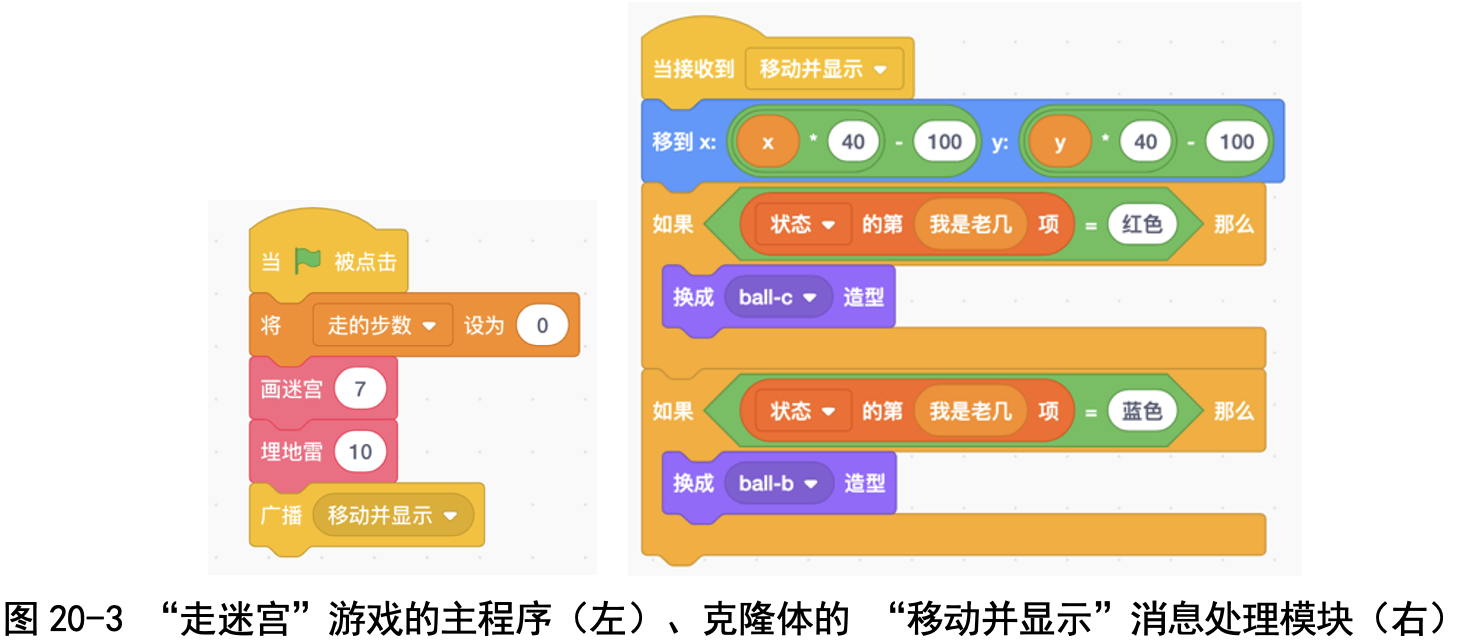 当 被点击
将 走的步数 设为 0
画迷宫 7
埋地雷 10
广播 移动并显示
当接收到 移动并显示
移到 x: x * 40 - 100 y: y * 40 - 100
如果 状态 的第 我是老几 项 = 红色 那么
换成 ball-c 造型
如果 状态 的第 我是老几 项 = 蓝色 那么
换成 ball-b 造型
图 20-3 “走迷宫”游戏的主程序（左）、克隆体的 “移动并显示”消息处理模块（右）